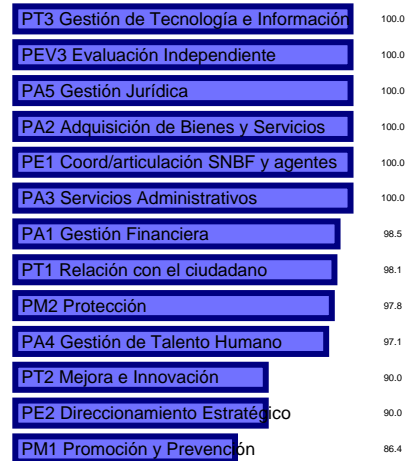 PT3 Gestión de Tecnología e Información 100.0
PEV3 Evaluación Independiente 100.0
PA5 Gestión Jurídica 100.0
PA2 Adquisición de Bienes y Servicios 100.0
PE1 Coord/articulación SNBF y agentes 100.0
PA3 Servicios Administrativos 100.0
PA1 Gestión Financiera 98.5
PT1 Relación con el ciudadano 98.1
PM2 Protección 97.8
PA4 Gestión de Talento Humano 97.1
PT2 Mejora e Innovación 90.0
PE2 Direccionamiento Estratégico 90.0
PM1 Promoción y Prevención 86.4